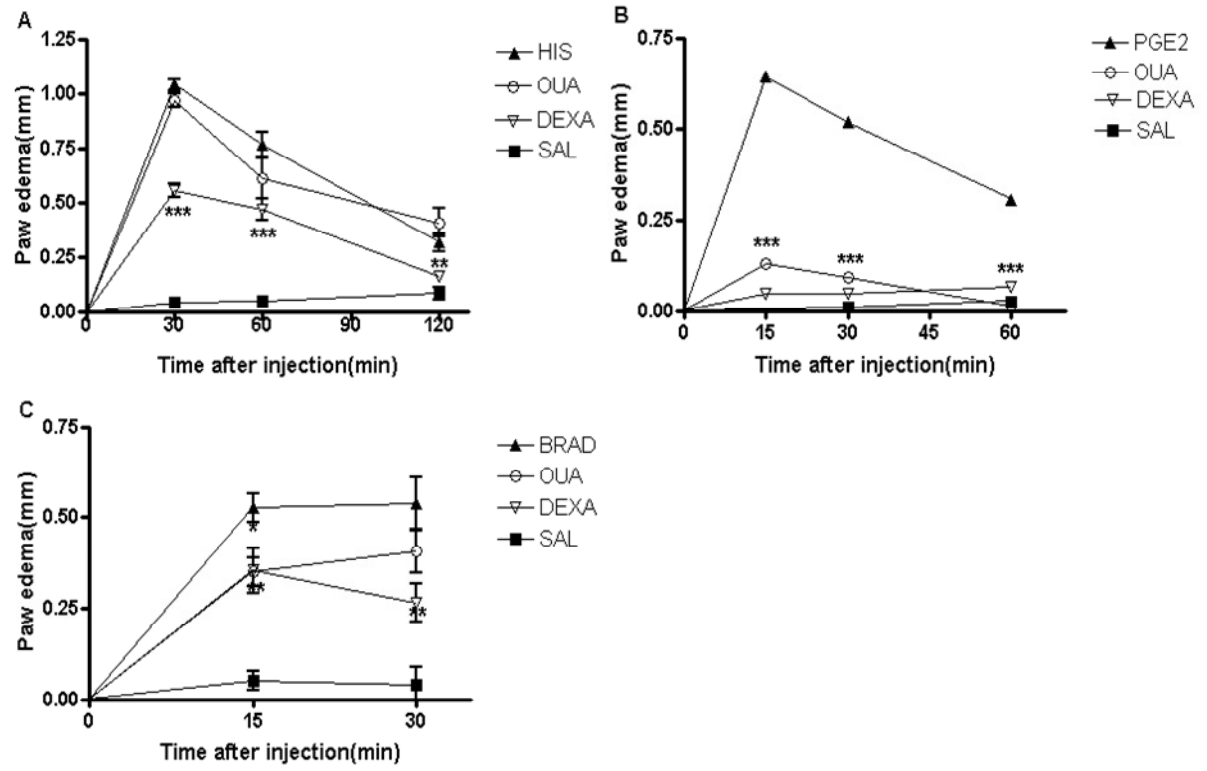 A
1.25
1.00
0.75
0.50
0.25
0.00
Paw edema(mm)
***
***
**
0 30 60 90 120
Time after injection(min)
HIS
OUA
DEXA
SAL
B
0.75
0.50
0.25
0.00
Paw edema(mm)
***
***
***
0 15 30 45 60
Time after injection(min)
PGE2
OUA
DEXA
SAL
C
0.75
0.50
0.25
0.00
Paw edema(mm)
*
**
**
0 15 30
Time after injection(min)
BRAD
OUA
DEXA
SAL